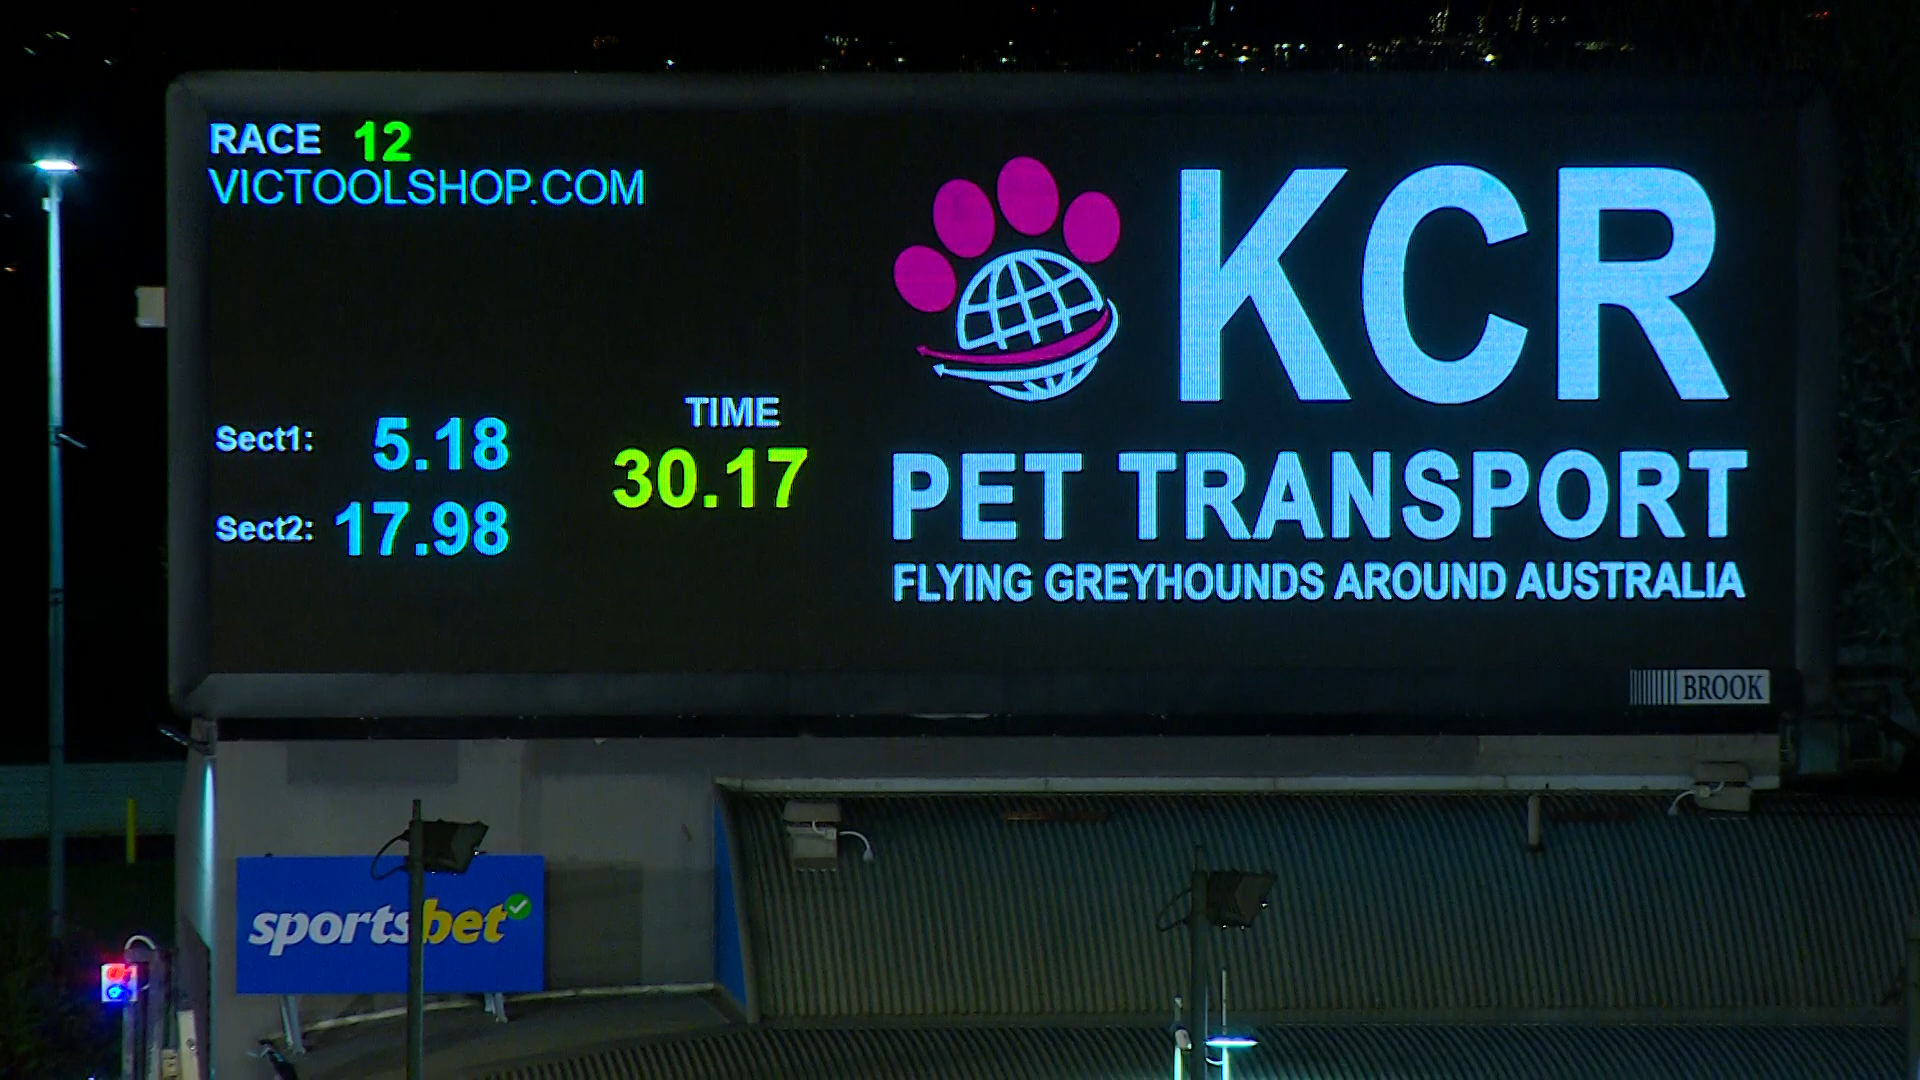 RACE 12
VICTOOLSHOP.COM
Sect1: 5.18
Sect2: 17.98
TIME
30.17
KCR
PET TRANSPORT
FLYING GREYHOUNDS AROUND AUSTRALIA
BROOK
sportsbet